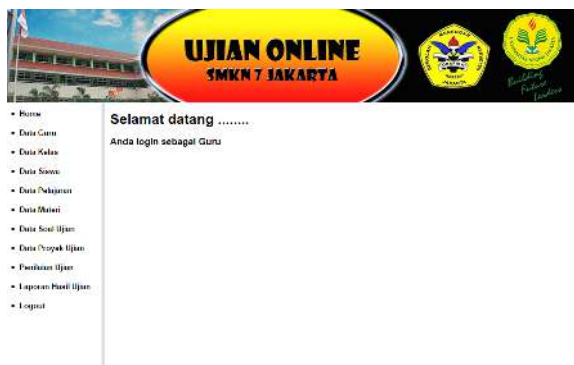 UJIAN ONLINE
SMKN 7 JAKARTA
Building
Future
Leaders
Home
Data Guru
Data Kelas
Data Siswa
Data Pelajaran
Data Materi
Data Soal Ujian
Data Proyek Ujian
Penilaian Ujian
Laporan Hasil Ujian
Logout
Selamat datang ........
Anda login sebagai Guru